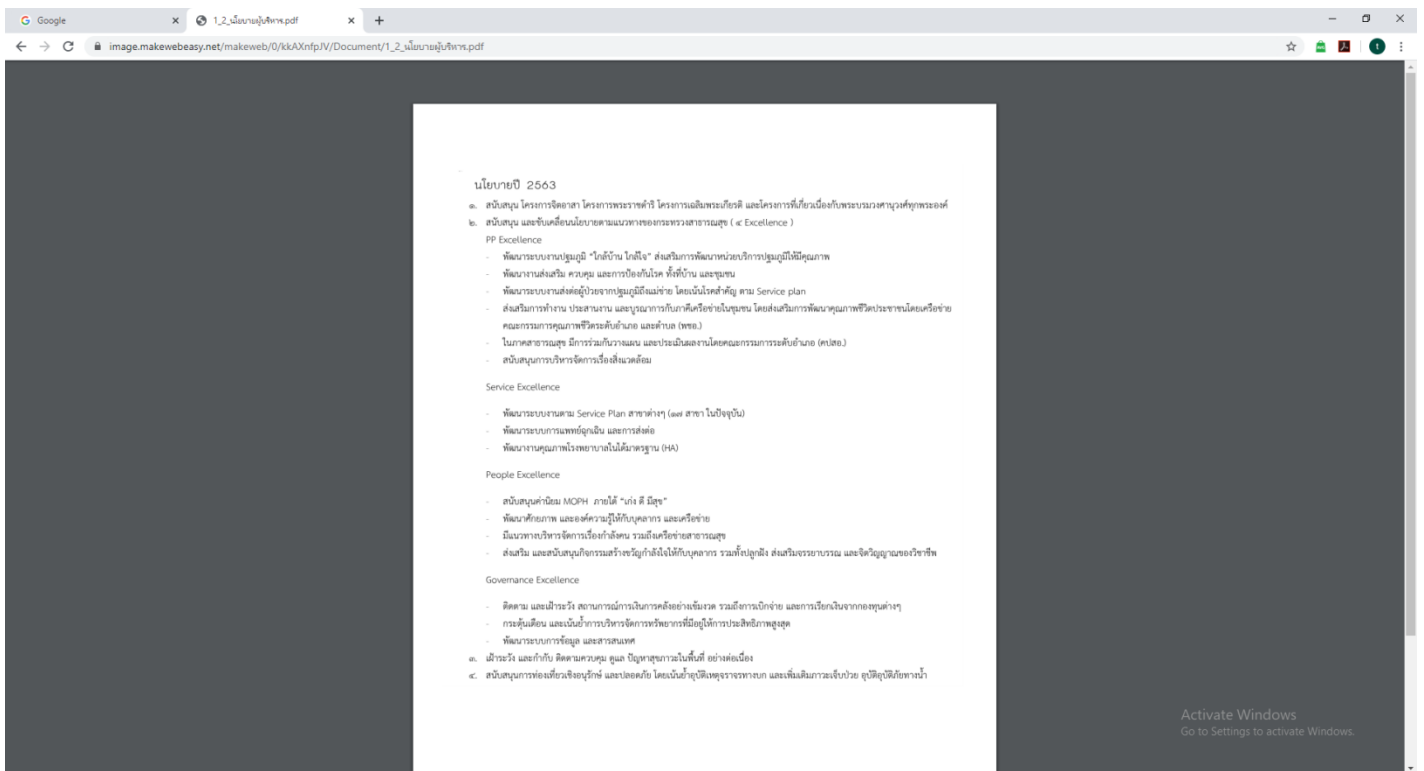 Google
1_2_นโยบายผู้บริหาร.pdf
image.makewebeasy.net/makeweb/0/kkAXnfpJV/Document/1_2_นโยบายผู้บริหาร.pdf
t
นโยบายปี 2563
๑. สนับสนุน โครงการจิตอาสา โครงการพระราชดำริ โครงการเฉลิมพระเกียรติ และโครงการที่เกี่ยวเนื่องกับพระบรมวงศานุวงศ์ทุกพระองค์
๒. สนับสนุน และขับเคลื่อนนโยบายตามแนวทางของกระทรวงสาธารณสุข ( ๔ Excellence )
PP Excellence
- พัฒนาระบบงานปฐมภูมิ "ใกล้บ้าน ใกล้ใจ" ส่งเสริมการพัฒนาหน่วยบริการปฐมภูมิให้มีคุณภาพ
- พัฒนางานส่งเสริม ควบคุม และการป้องกันโรค ทั้งที่บ้าน และชุมชน
- พัฒนาระบบงานส่งต่อผู้ป่วยจากปฐมภูมิถึงแม่ข่าย โดยเน้นโรคสำคัญ ตาม Service plan
- ส่งเสริมการทำงาน ประสานงาน และบูรณาการกับภาคีเครือข่ายในชุมชน โดยส่งเสริมการพัฒนาคุณภาพชีวิตประชาชนโดยเครือข่าย
คณะกรรมการคุณภาพชีวิตระดับอำเภอ และตำบล (พชอ.)
- ในภาคสาธารณสุข มีการร่วมกันวางแผน และประเมินผลงานโดยคณะกรรมการระดับอำเภอ (คปสอ.)
- สนับสนุนการบริหารจัดการเรื่องสิ่งแวดล้อม
Service Excellence
- พัฒนาระบบงานตาม Service Plan สาขาต่างๆ (๑๗ สาขา ในปัจจุบัน)
- พัฒนาระบบการแพทย์ฉุกเฉิน และการส่งต่อ
- พัฒนางานคุณภาพโรงพยาบาลในได้มาตรฐาน (HA)
People Excellence
- สนับสนุนค่านิยม MOPH ภายใต้ "เก่ง ดี มีสุข"
- พัฒนาศักยภาพ และองค์ความรู้ให้กับบุคลากร และเครือข่าย
- มีแนวทางบริหารจัดการเรื่องกำลังคน รวมถึงเครือข่ายสาธารณสุข
- ส่งเสริม และสนับสนุนกิจกรรมสร้างขวัญกำลังใจให้กับบุคลากร รวมทั้งปลูกฝัง ส่งเสริมจรรยาบรรณ และจิตวิญญาณของวิชาชีพ
Governance Excellence
- ติดตาม และเฝ้าระวัง สถานการณ์การเงินการคลังอย่างเข้มงวด รวมถึงการเบิกจ่าย และการเรียกเงินจากกองทุนต่างๆ
- กระตุ้นเตือน และเน้นย้ำการบริหารจัดการทรัพยากรที่มีอยู่ให้การประสิทธิภาพสูงสุด
- พัฒนาระบบการข้อมูล และสารสนเทศ
๓. เฝ้าระวัง และกำกับ ติดตามควบคุม ดูแล ปัญหาสุขภาวะในพื้นที่ อย่างต่อเนื่อง
๔. สนับสนุนการท่องเที่ยวเชิงอนุรักษ์ และปลอดภัย โดยเน้นย้ำอุบัติเหตุจราจรทางบก และเพิ่มเติมภาวะเจ็บป่วย อุบัติอุบัติภัยทางน้ำ
Activate Windows
Go to Settings to activate Windows.